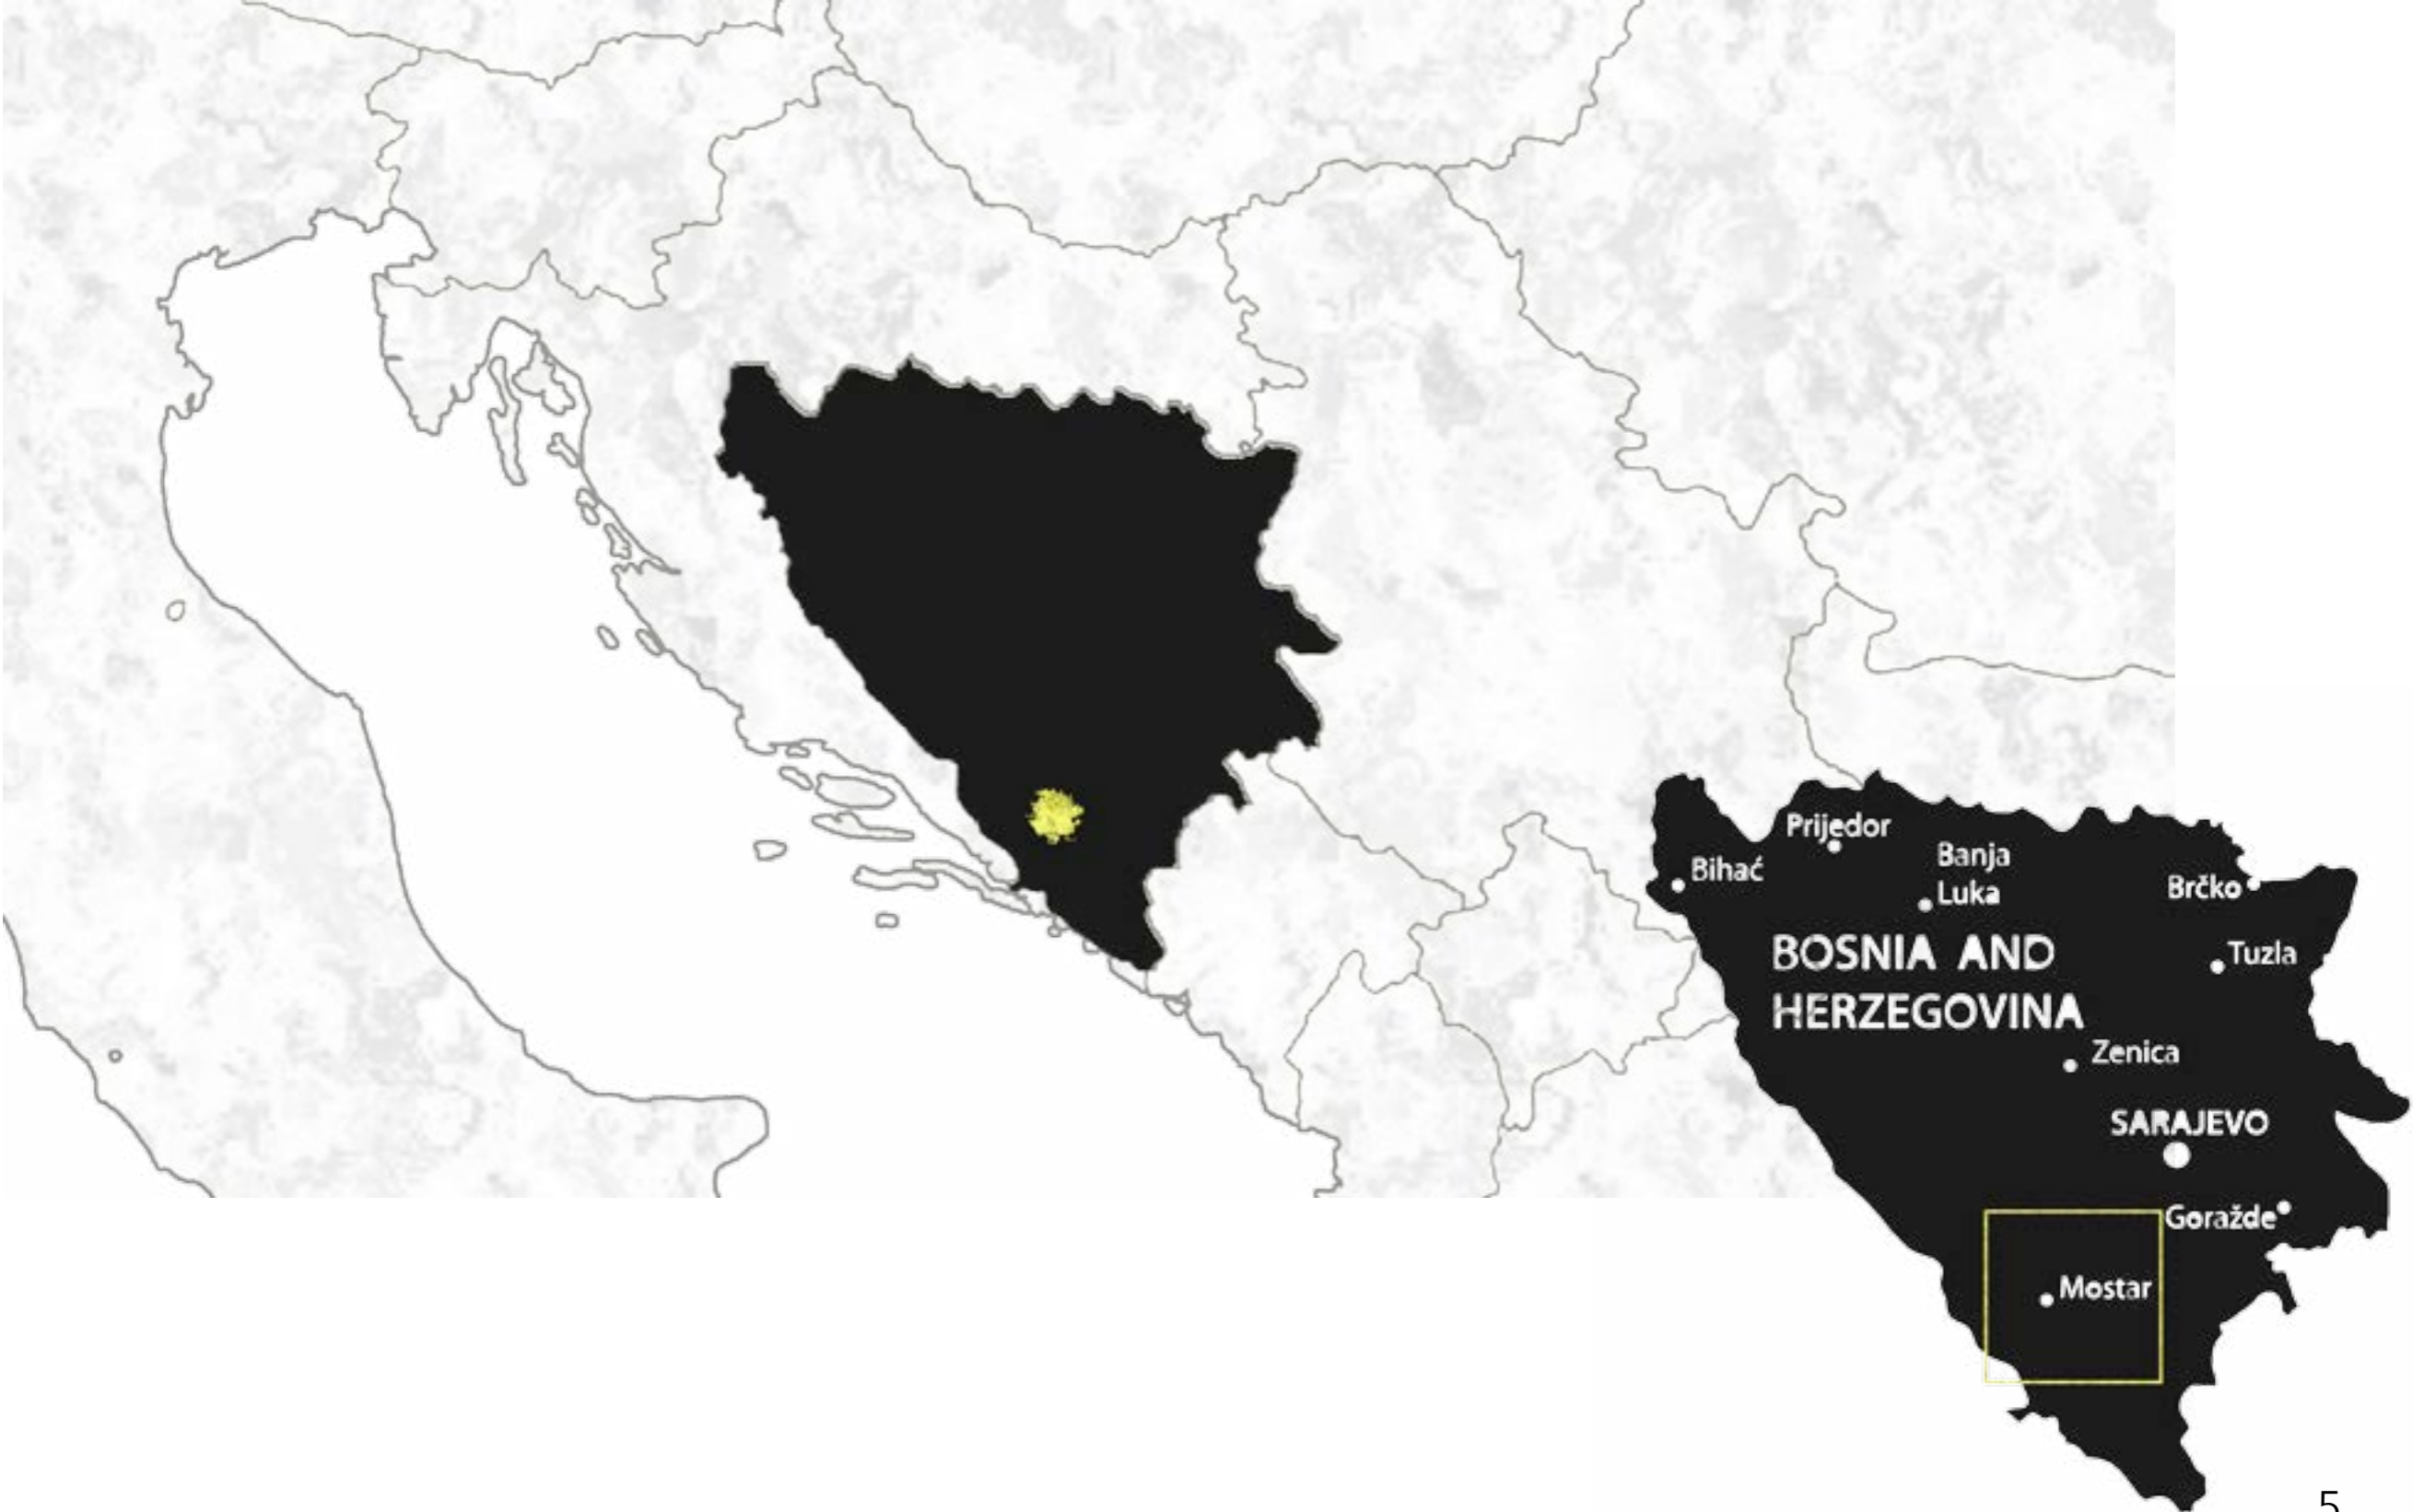 Prijedor
Banja
Luka
Bihać
Brčko
BOSNIA AND
HERZEGOVINA
Tuzla
Zenica
SARAJEVO
Goražde
Mostar
5